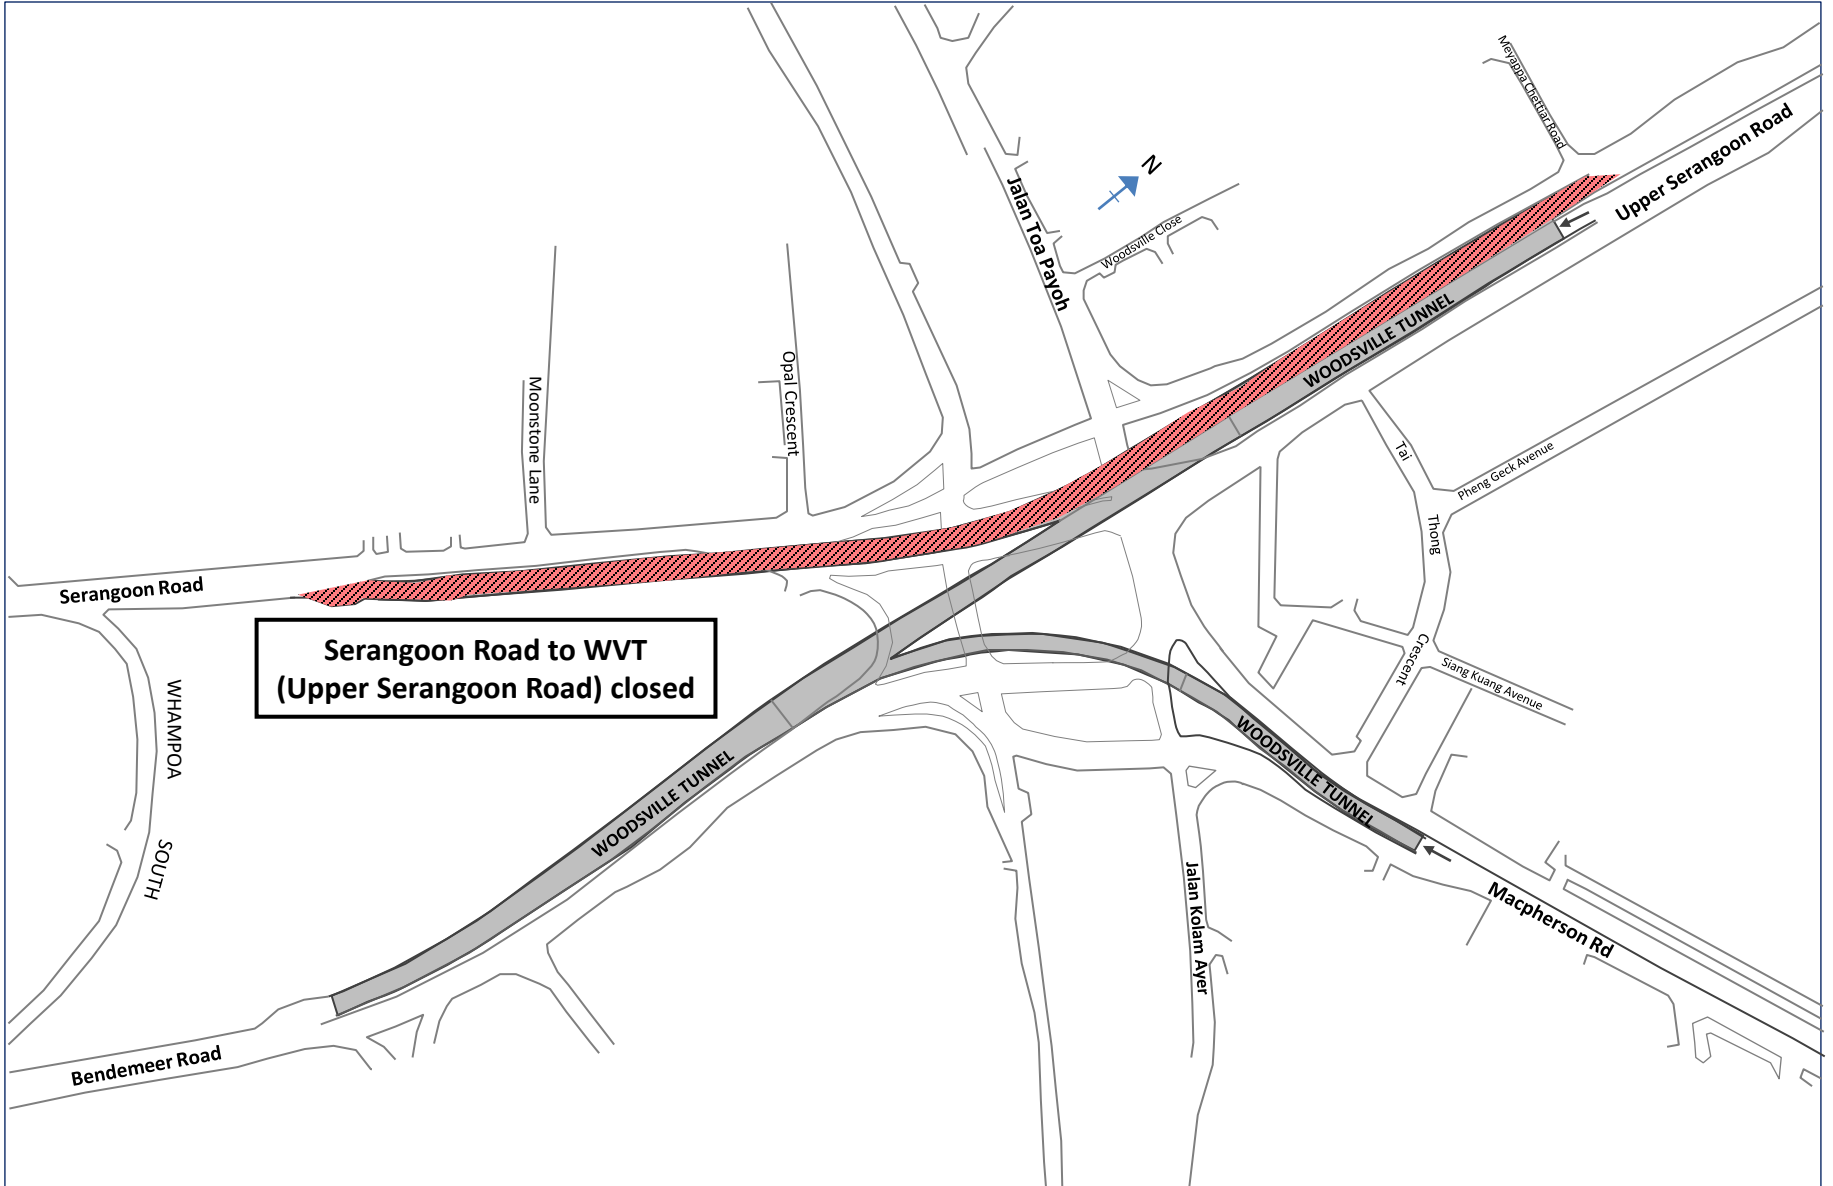 Meyappa Chettiar Road
Upper Serangoon Road
N
Jalan Toa Payoh
Woodsville Close
WOODSVILLE TUNNEL
Opal Crescent
Moonstone Lane
Tai
Thong
Crescent
Pheng Geck Avenue
Siang Kuang Avenue
Serangoon Road
Serangoon Road to WVT
(Upper Serangoon Road) closed
WHAMPOA
SOUTH
WOODSVILLE TUNNEL
WOODSVILLE TUNNEL
Jalan Kolam Ayer
Macpherson Rd
Bendemeer Road